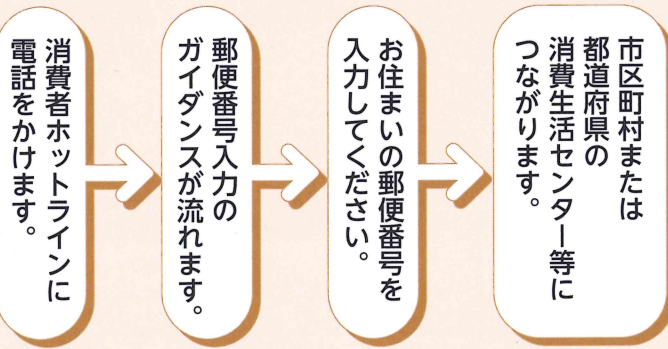 消費者ホットラインに
電話をかけます。
郵便番号入力の
ガイダンスが流れます。
お住まいの郵便番号を
入力してください。
市区町村または
都道府県の
消費生活センター等に
つながります。